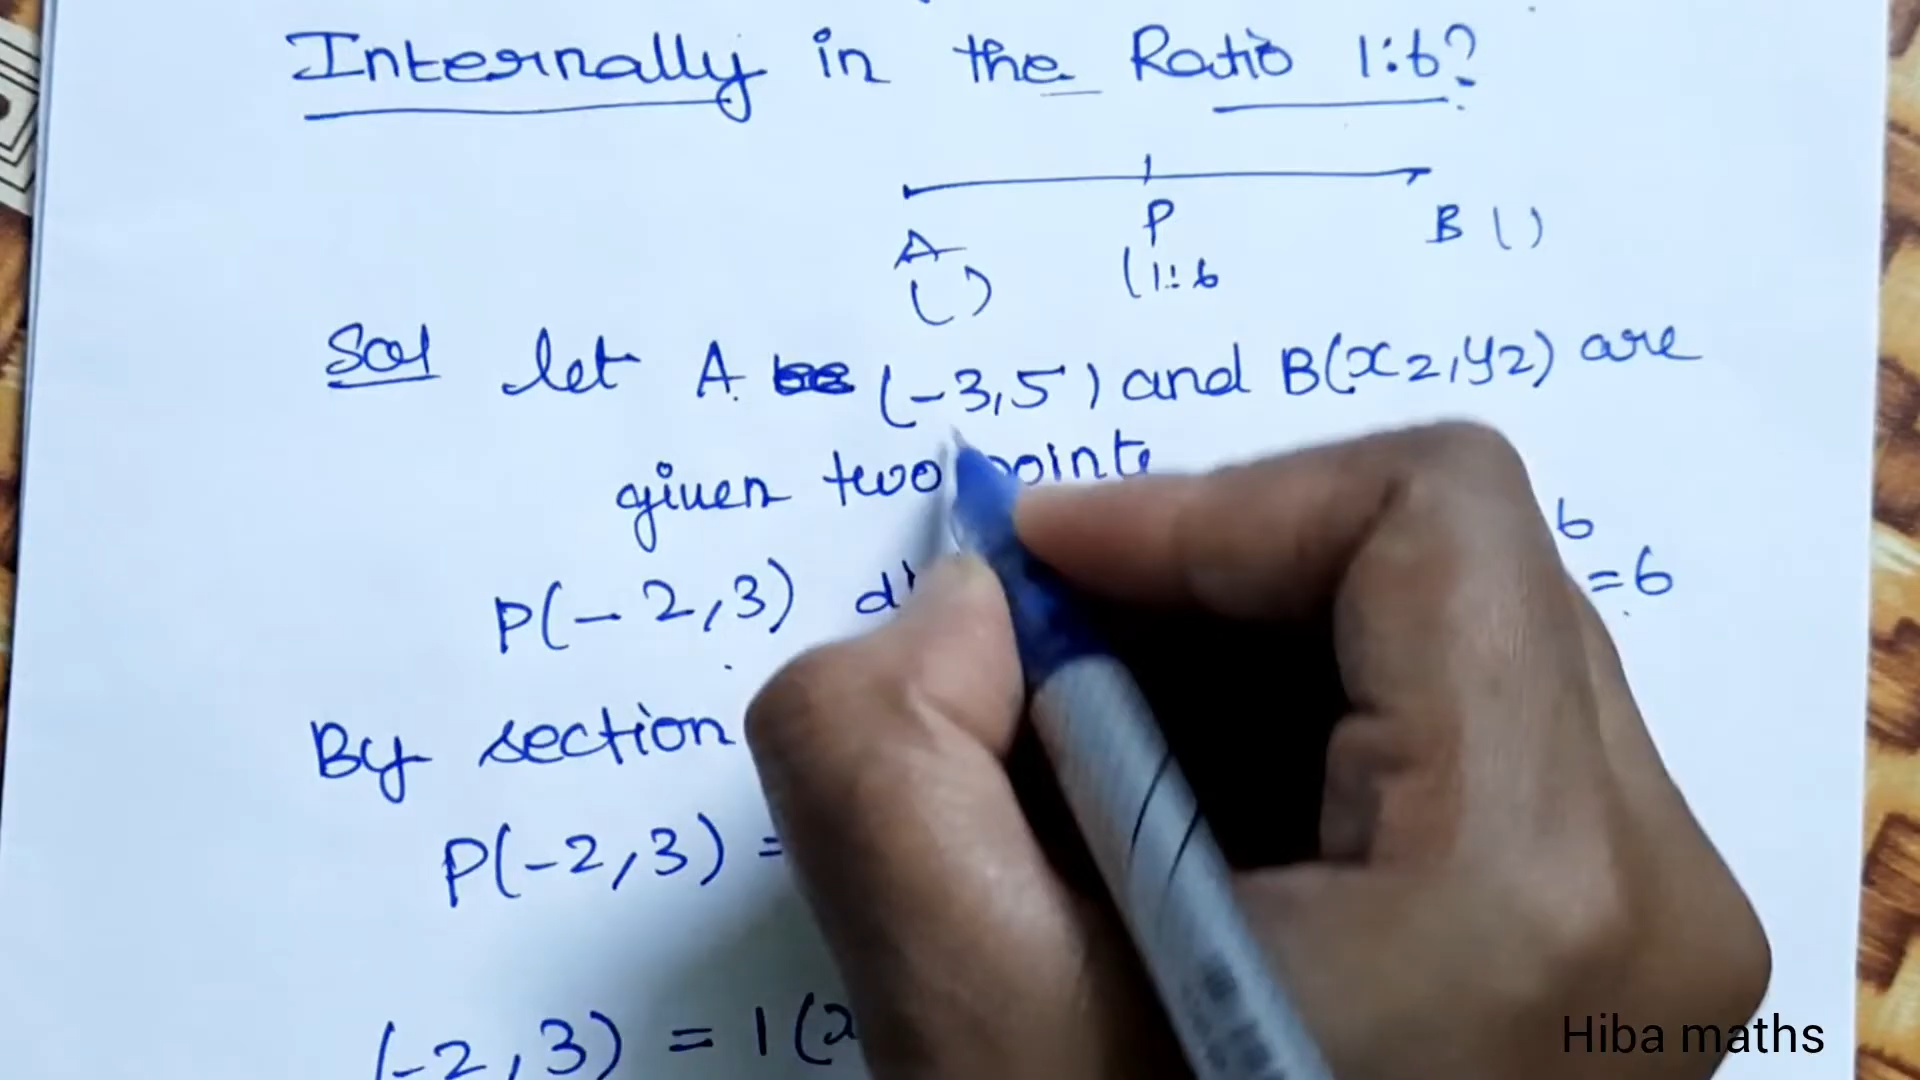 Internally in the Ratio 1:6?
A P B ()
() (1:6
Sol let A (-3,5) and B(x2,y2) are
given two points
6
P(-2,3) =6
By section
P(-2,3) =
(-2,3) = 1(
Hiba maths